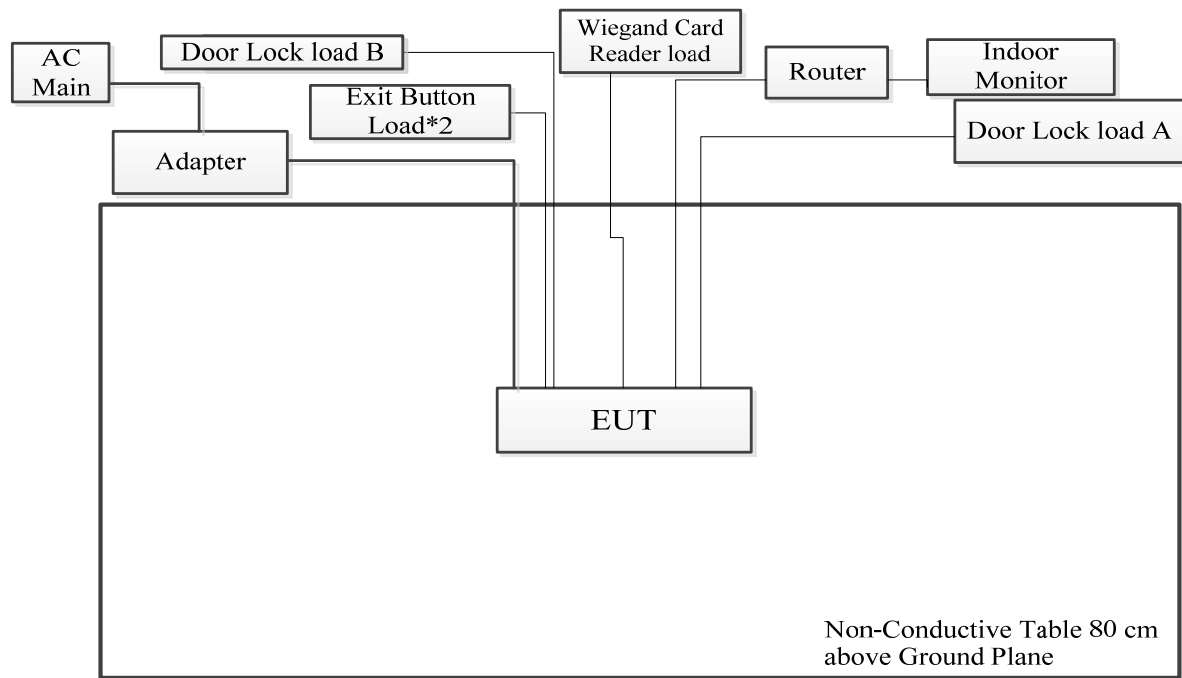 AC
Main
Door Lock load B
Wiegand Card
Reader load
Router
Indoor
Monitor
Exit Button
Load*2
Door Lock load A
Adapter
EUT
Non-Conductive Table 80 cm
above Ground Plane